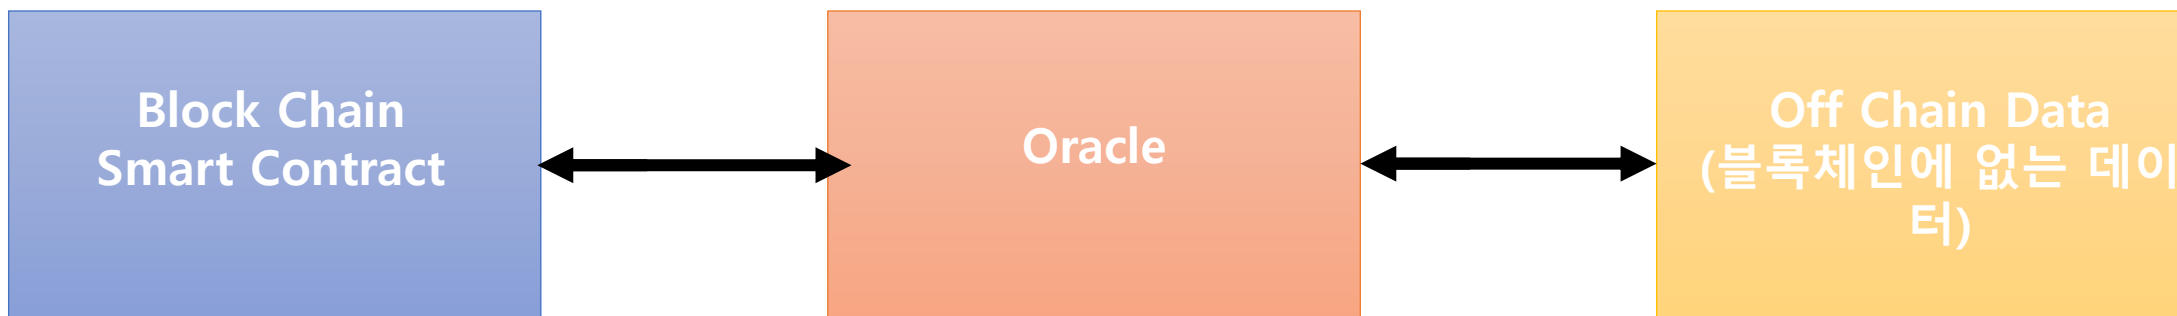 Block Chain
Smart Contract
Oracle
Off Chain Data
(블록체인에 없는 데이
터)